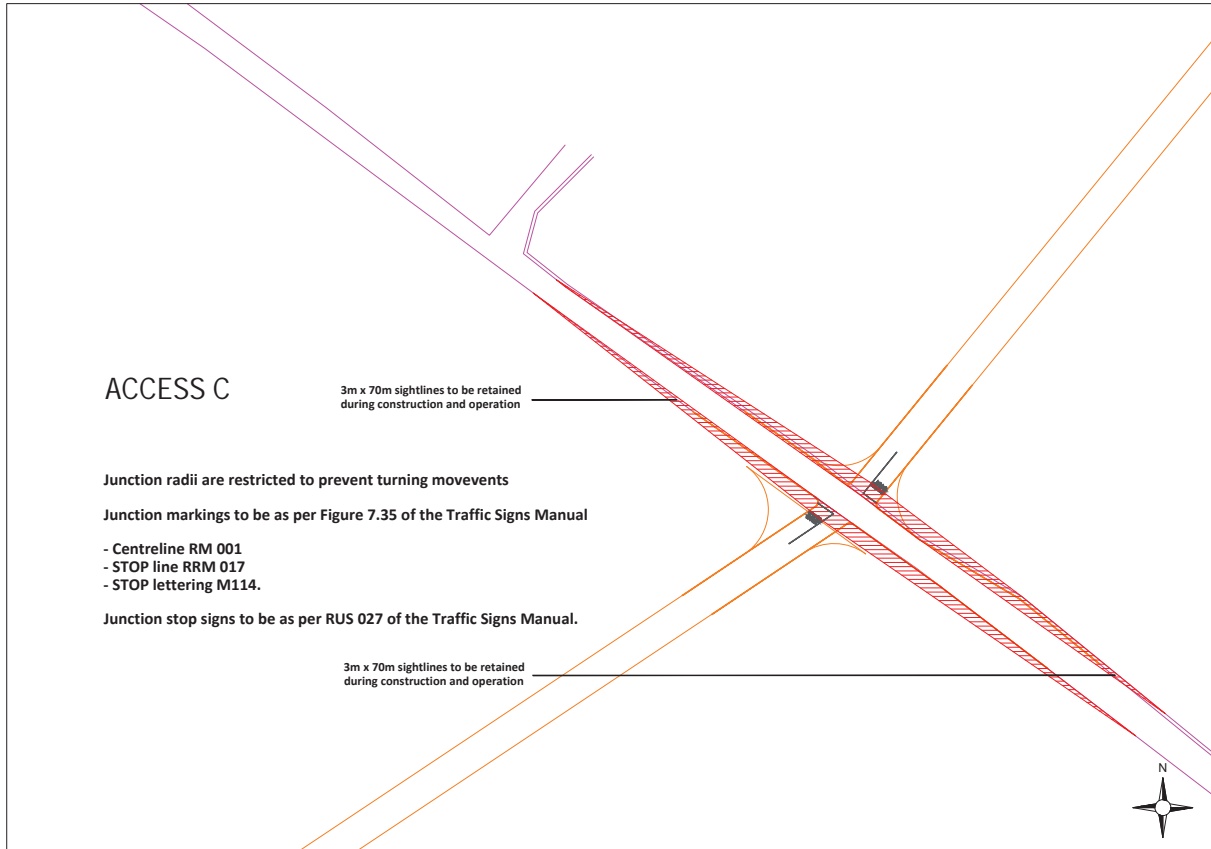 ACCESS C
3m x 70m sightlines to be retained
during construction and operation
Junction radii are restricted to prevent turning movevents
Junction markings to be as per Figure 7.35 of the Traffic Signs Manual
- Centreline RM 001
- STOP line RRM 017
- STOP lettering M114.
Junction stop signs to be as per RUS 027 of the Traffic Signs Manual.
3m x 70m sightlines to be retained
during construction and operation
N